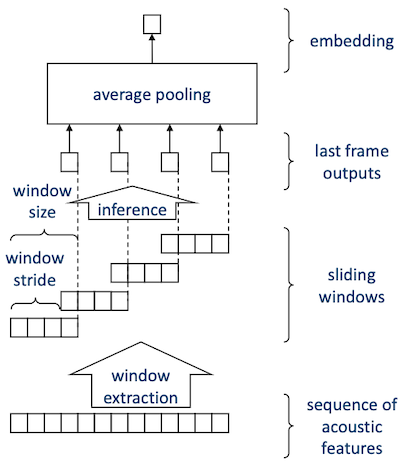 embedding
average pooling
last frame
outputs
window
size
inference
window
stride
sliding
windows
window
extraction
sequence of
acoustic
features